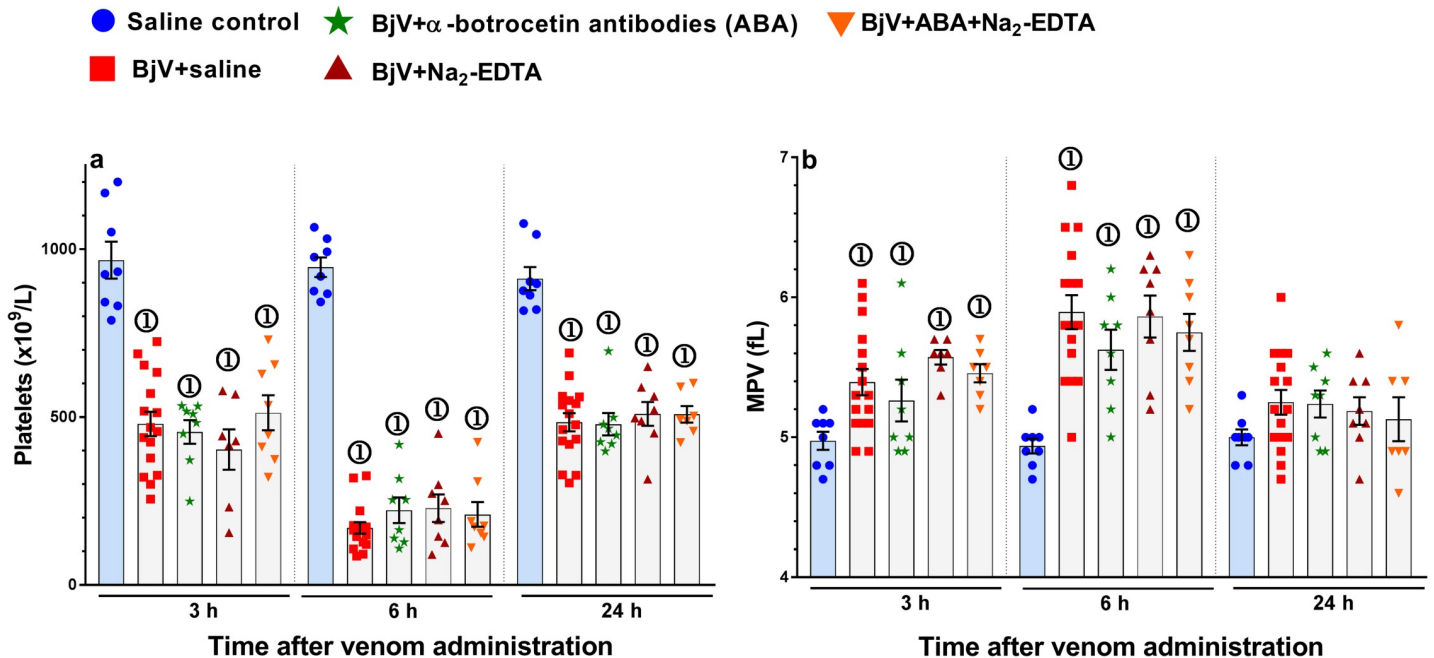 Saline control
BjV+α-botrocetin antibodies (ABA)
BjV+ABA+Na₂-EDTA
BjV+saline
BjV+Na₂-EDTA
a
Platelets (x10⁹/L)
1000
500
0
① ① ① ①
① ① ① ①
① ① ① ①
3 h
6 h
24 h
Time after venom administration
b
MPV (fL)
7
6
5
4
① ① ① ①
① ① ① ①
3 h
6 h
24 h
Time after venom administration